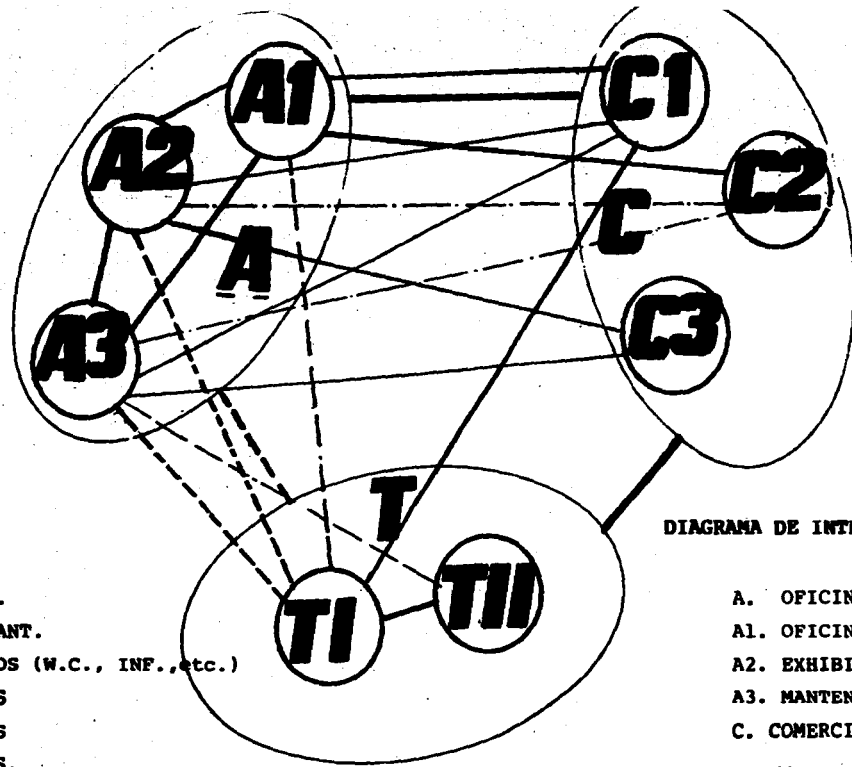 A1
C1
A2
C2
A
C
A3
C3
T
TI
TII
DIAGRAMA DE
A. OFICIN
ANT.
A1. OFICIN
OS (W.C., INF., etc.)
A2. EXHIBI
S
A3. MANTEN
S
C. COMERCI
S.